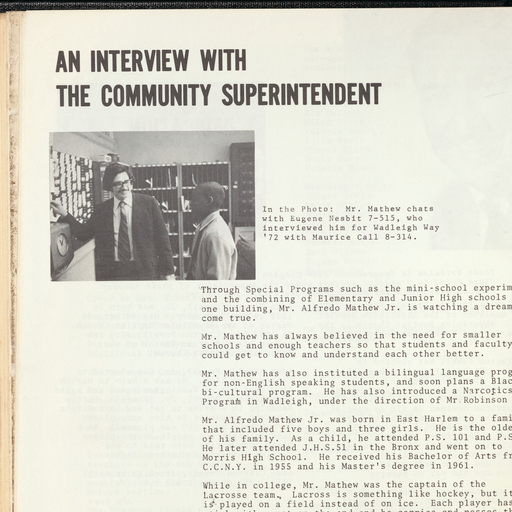 AN INTERVIEW WITH
THE COMMUNITY SUPERINTENDENT
In the Photo: Mr. Mathew chats
with Eugene Nesbit 7-515, who
interviewed him for Wadleigh Way
'72 with Maurice Call 8-314.
Through Special Programs such as the mini-school experim
and the combining of Elementary and Junior High schools
one building, Mr. Alfredo Mathew Jr. is watching a dream
come true.
Mr. Mathew has always believed in the need for smaller
schools and enough teachers so that students and faculty
could get to know and understand each other better.
Mr. Mathew has also instituted a bilingual language prog
for non-English speaking students, and soon plans a Blac
bi-cultural program. He has also introduced a Narcotics
Program in Wadleigh, under the direction of Mr Robinson
Mr. Alfredo Mathew Jr. was born in East Harlem to a fami
that included five boys and three girls. He is the olde
of his family. As a child, he attended P.S. 101 and P.S
He later attended J.H.S.51 in the Bronx and went on to
Morris High School. He received his Bachelor of Arts fr
C.C.N.Y. in 1955 and his Master's degree in 1961.
While in college, Mr. Mathew was the captain of the
Lacrosse team. Lacross is something like hockey, but it
is played on a field instead of on ice. Each player has